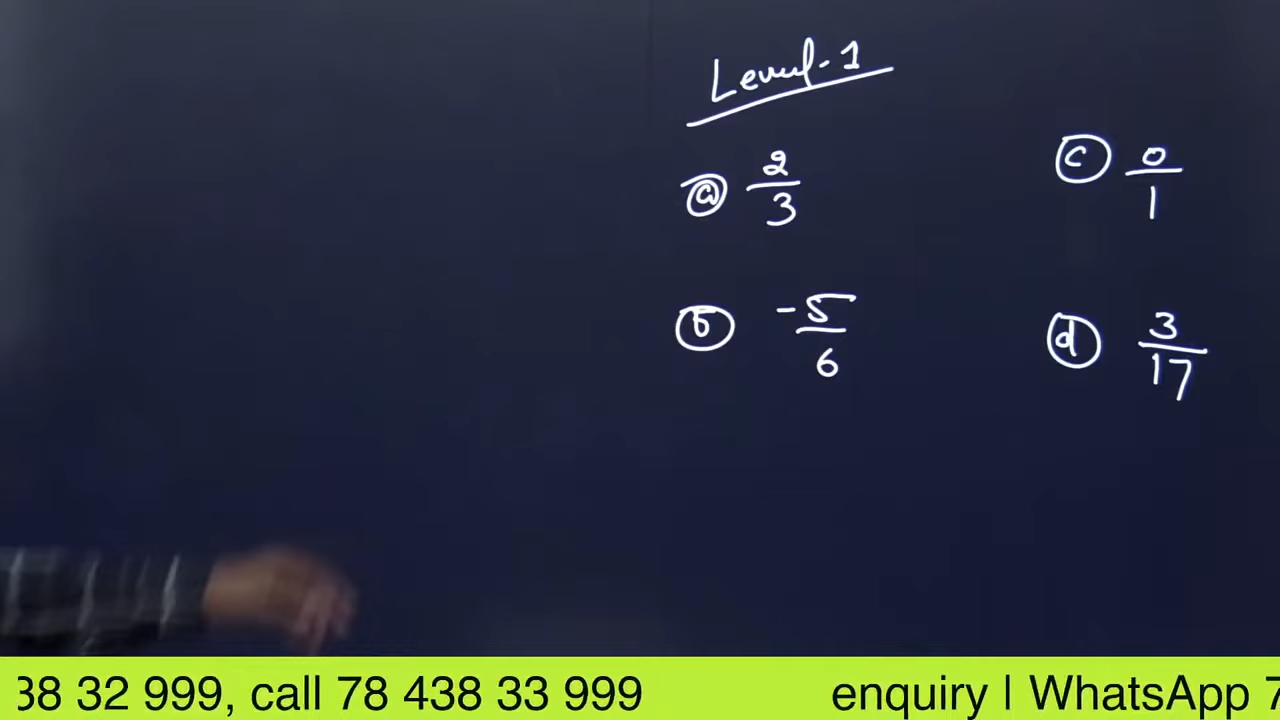 Level-1
(a) 2/3
(b) -5/6
(c) 0/1
(d) 3/17
38 32 999, call 78 438 33 999 enquiry | WhatsApp 7